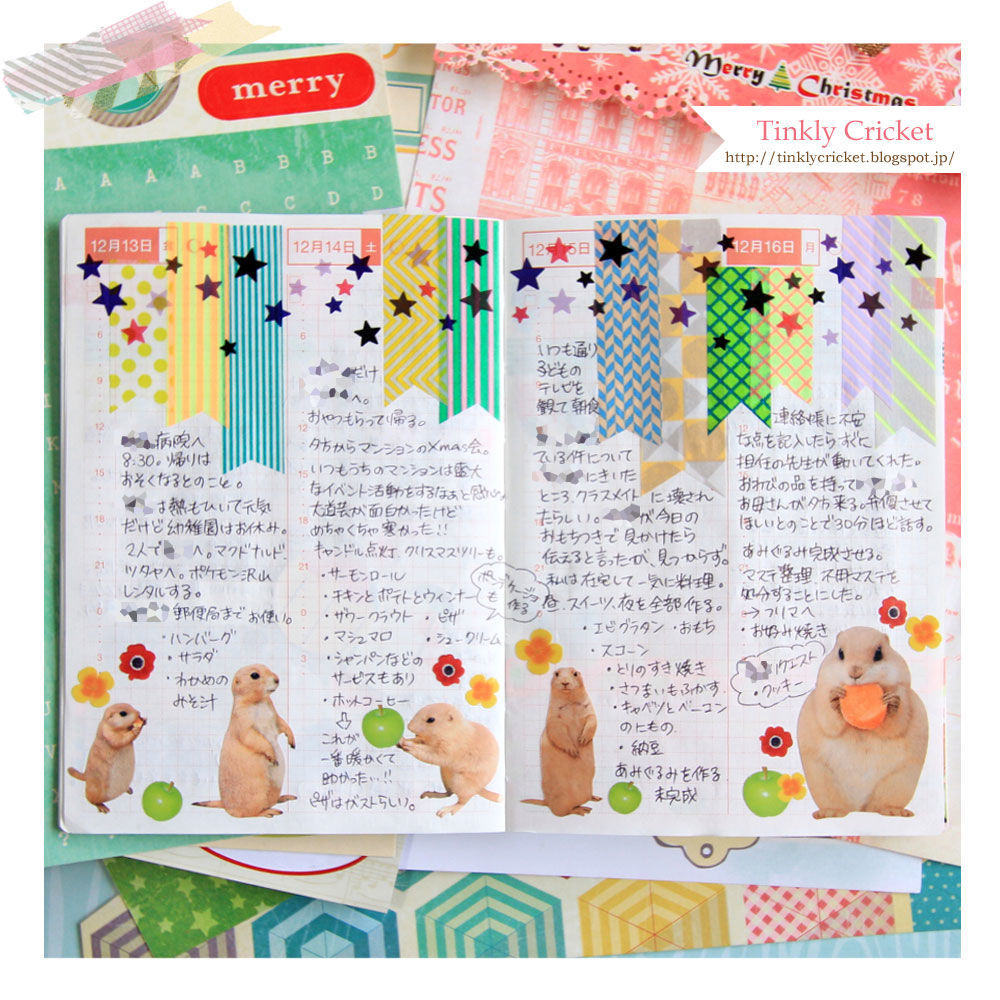 merry
Merry Christmas
Tinkly Cricket
http://tinklycricket.blogspot.jp/
A A A A B B B
C C D D
TOR
ESS
TS
12月13日 金
病院へ
8:30。帰りは
おそくなるとのこと。
は熱もひいて元気
だけど幼稚園はお休み。
2人で へ。マクドナルド
ツタヤへ。ポケモン沢山
レンタルする。
郵便局までお使い。
・ハンバーグ
・サラダ
・わかめの
みそ汁
12月14日 土
だけ
へ。
おやつもらって帰る。
夕方からマンションのXmas会。
いつもうちのマンションは盛大
なイベント活動をするなぁと
大道芸が面白かったけど
めちゃくちゃ寒かった!!
キャンドル点灯、クリスマスツリーも。
・サーモンロール
・チキンとポテトとウィンナー
・ザワークラウト ・ピザ
・マシュマロ ・シュークリーム
・シャンパンなどの
サービスもあり
・ホットコーヒー
これが
一番暖かくて
助かった…!!
ピザはガストらしい。
いつも通り
子どもの
テレビを
観て朝食
ている件について
にきいた
ところ、クラスメイトに壊され
たらしい。 が今日の
おもちつきで見かけたら
伝えると言ったが、見つからず。
私は在宅して一気に料理。
昼、スイーツ、夜を全部作る。
・エビグラタン ・おもち
・スコーン
・とりのすき焼き
・さつまいもふかす。
・キャベツとベーコン
のにもの
・納豆
あみぐるみを作る
未完成
12月16日 月
連絡帳に不安
な点を記入したらすぐに
担任の先生が動いてくれた。
おわびの品を持って
お母さんが夕方来る。弁償させて
ほしいとのことで30分ほど話す。
あみぐるみ完成させる。
マステ整理、不用マステを
処分することにした。
→フリマへ
・お好み焼き
リクエスト
・クッキー